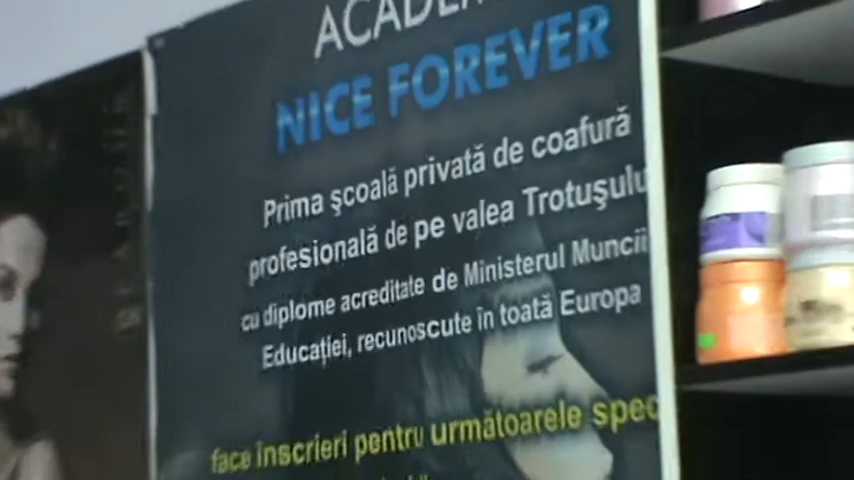 NICE FOREVER
Prima şcoală privată de coafură
profesională de pe valea Trotuşulu
cu diplome acreditate de Ministerul Muncii
Educaţiei, recunoscute în toată Europa
face înscrieri pentru următoarele spec